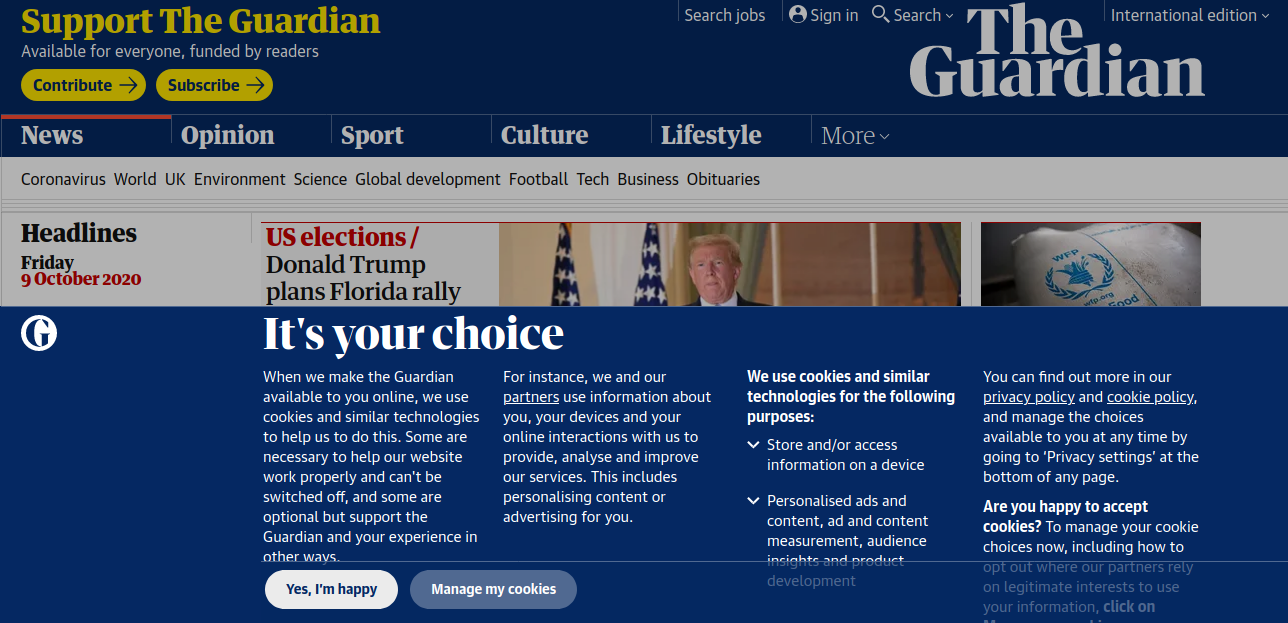 Support The Guardian
Available for everyone, funded by readers
Contribute
Subscribe
Search jobs
Sign in
Search
International edition
The
Guardian
News
Opinion
Sport
Culture
Lifestyle
More
Coronavirus World UK Environment Science Global development Football Tech Business Obituaries
Headlines
Friday
9 October 2020
US elections /
Donald Trump
plans Florida rally
WFP
wfp.org
Food
G
It's your choice
When we make the Guardian
available to you online, we use
cookies and similar technologies
to help us to do this. Some are
necessary to help our website
work properly and can't be
switched off, and some are
optional but support the
Guardian and your experience in
other ways.
For instance, we and our
partners use information about
you, your devices and your
online interactions with us to
provide, analyse and improve
our services. This includes
personalising content or
advertising for you.
We use cookies and similar
technologies for the following
purposes:
Store and/or access
information on a device
Personalised ads and
content, ad and content
measurement, audience
insights and product
development
You can find out more in our
privacy policy and cookie policy,
and manage the choices
available to you at any time by
going to ‘Privacy settings’ at the
bottom of any page.
Are you happy to accept
cookies? To manage your cookie
choices now, including how to
opt out where our partners rely
on legitimate interests to use
your information, click on
Yes, I’m happy
Manage my cookies